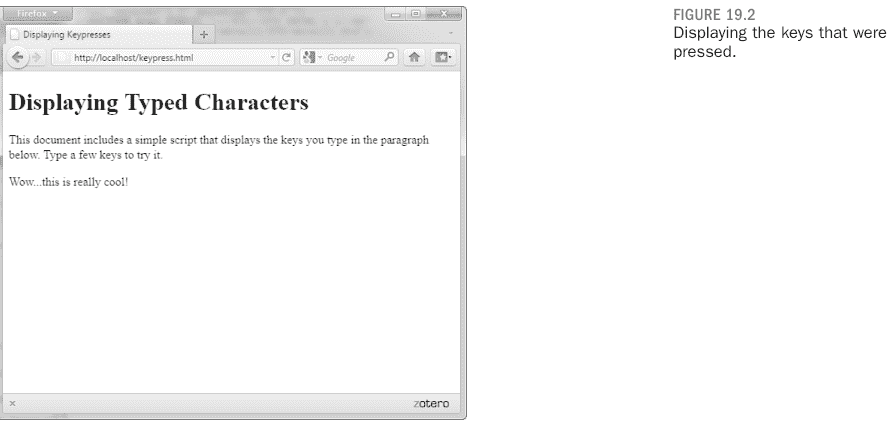 Firefox
Displaying Keypresses
http://localhost/keypress.html
Google
Displaying Typed Characters
This document includes a simple script that displays the keys you type in the paragraph
below. Type a few keys to try it.
Wow...this is really cool!
zotero
FIGURE 19.2
Displaying the keys that were
pressed.